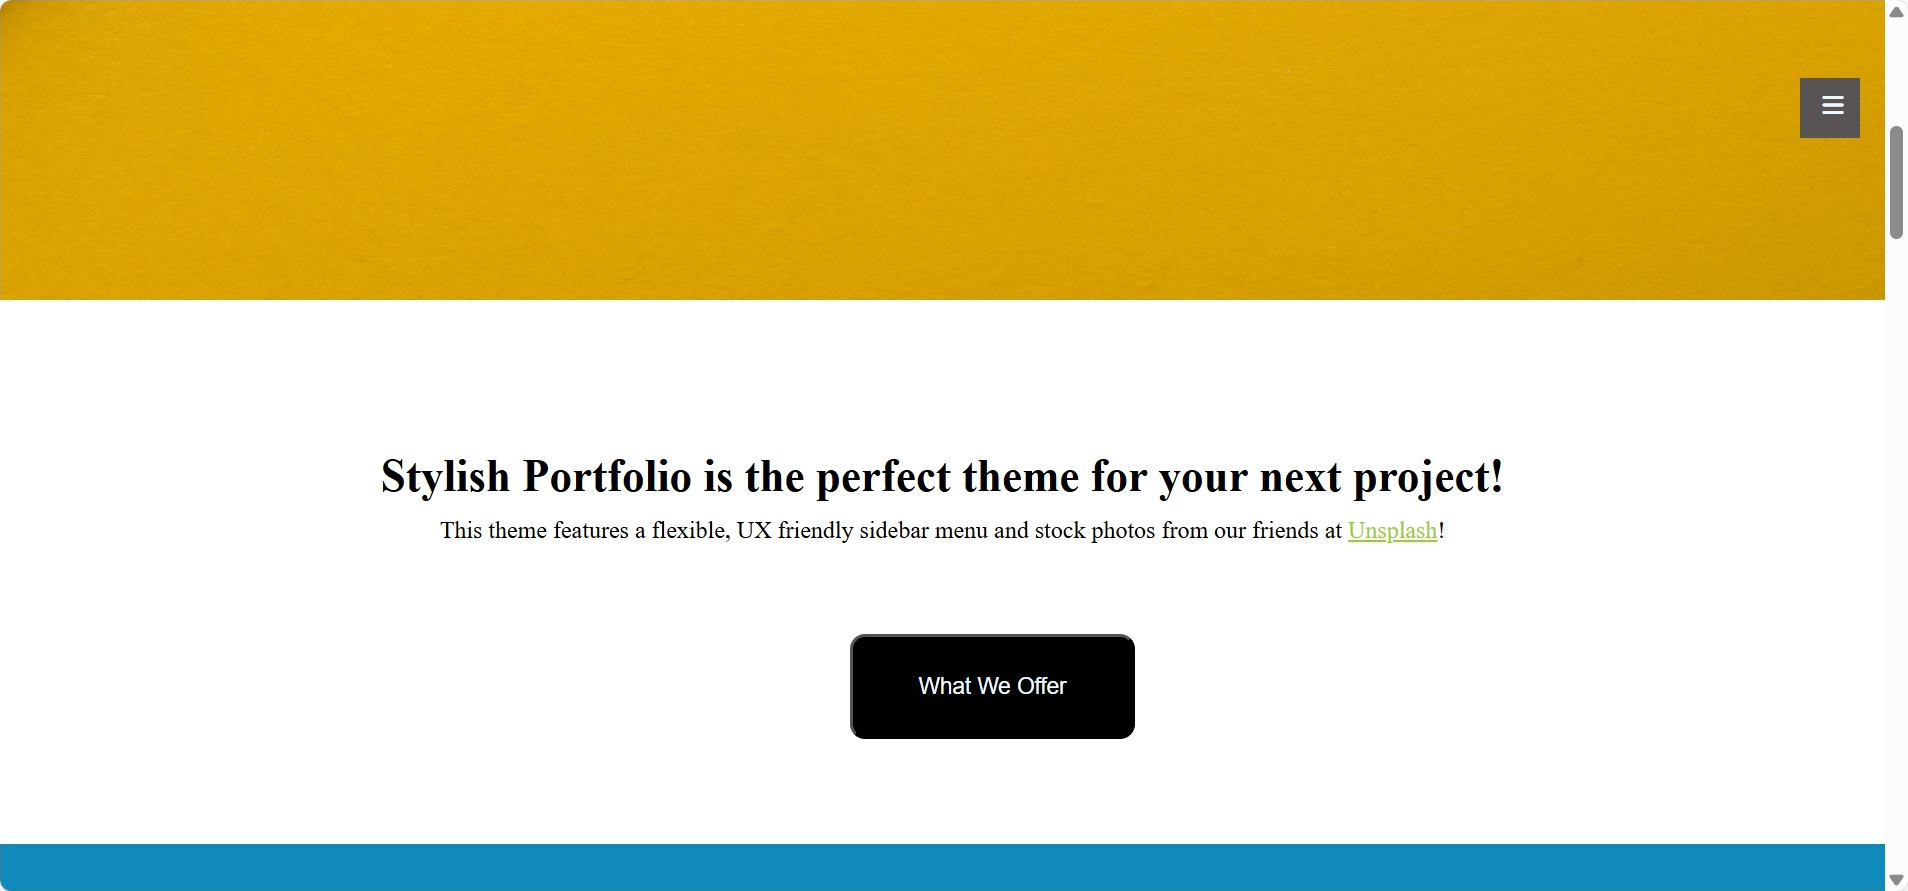 Stylish Portfolio is the perfect theme for your next project!
This theme features a flexible, UX friendly sidebar menu and stock photos from our friends at Unsplash!
What We Offer